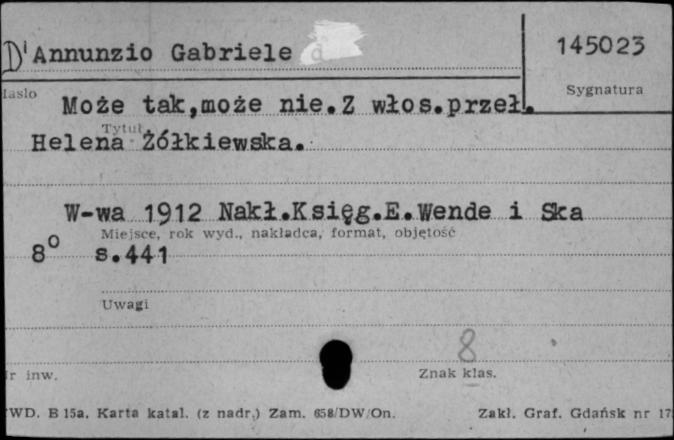 D'Annunzio Gabriele d
145023
Hasło
Sygnatura
Może tak,może nie.Z włos.przeł.
Tytuł
Helena Żółkiewska.
W-wa 1912 Nakł.Księg.E.Wende i Ska
Miejsce, rok wyd., nakładca, format, objętość
8o s.441
Uwagi
8
Nr inw.
Znak klas.
WD. B 15a. Karta katal. (z nadr.) Zam. 658/DW/On.
Zakł. Graf. Gdańsk nr 17